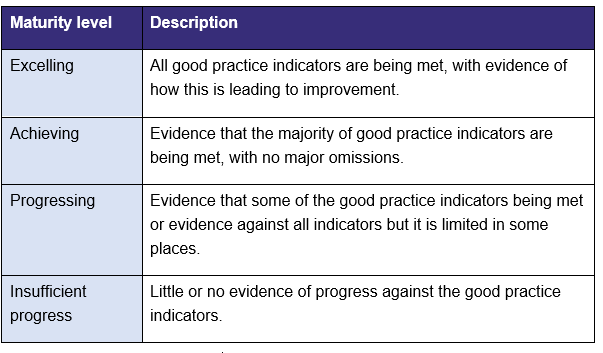 Maturity level Description
Excelling All good practice indicators are being met, with evidence of
how this is leading to improvement.
Achieving Evidence that the majority of good practice indicators are
being met, with no major omissions.
Progressing Evidence that some of the good practice indicators being met
or evidence against all indicators but it is limited in some
places.
Insufficient Little or no evidence of progress against the good practice
progress indicators.